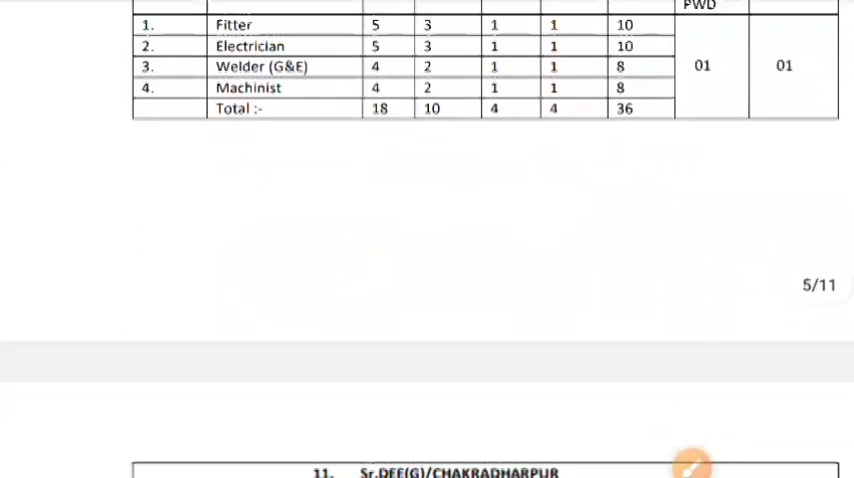 PWD
1. Fitter 5 3 1 1 10
2. Electrician 5 3 1 1 10
3. Welder (G&E) 4 2 1 1 8 01 01
4. Machinist 4 2 1 1 8
Total :- 18 10 4 4 36
5/11
11. Sr.DEE(G)/CHAKRADHARPUR